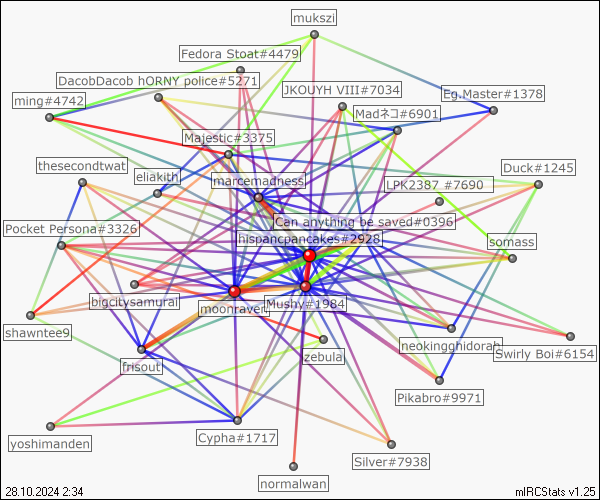 mukszi
Fedora Stoat#4479
DacobDacob hORNY police#5271
JKOUYH VIII#7034
Eg.Master#1378
ming#4742
Madネコ#6901
Majestic#3375
thesecondtwat
eliakith
marcemadness
LPK2387 #7690
Duck#1245
Can anything be saved#0396
Pocket Persona#3326
hispancpancakes#2928
somass
bigcitysamurai
moonraven
Mushy#1984
shawntee9
neokingghidorah
zebula
Swirly Boi#6154
frisout
Pikabro#9971
yoshimanden
Cypha#1717
Silver#7938
normalwan
28.10.2024 2:34
mIRCStats v1.25